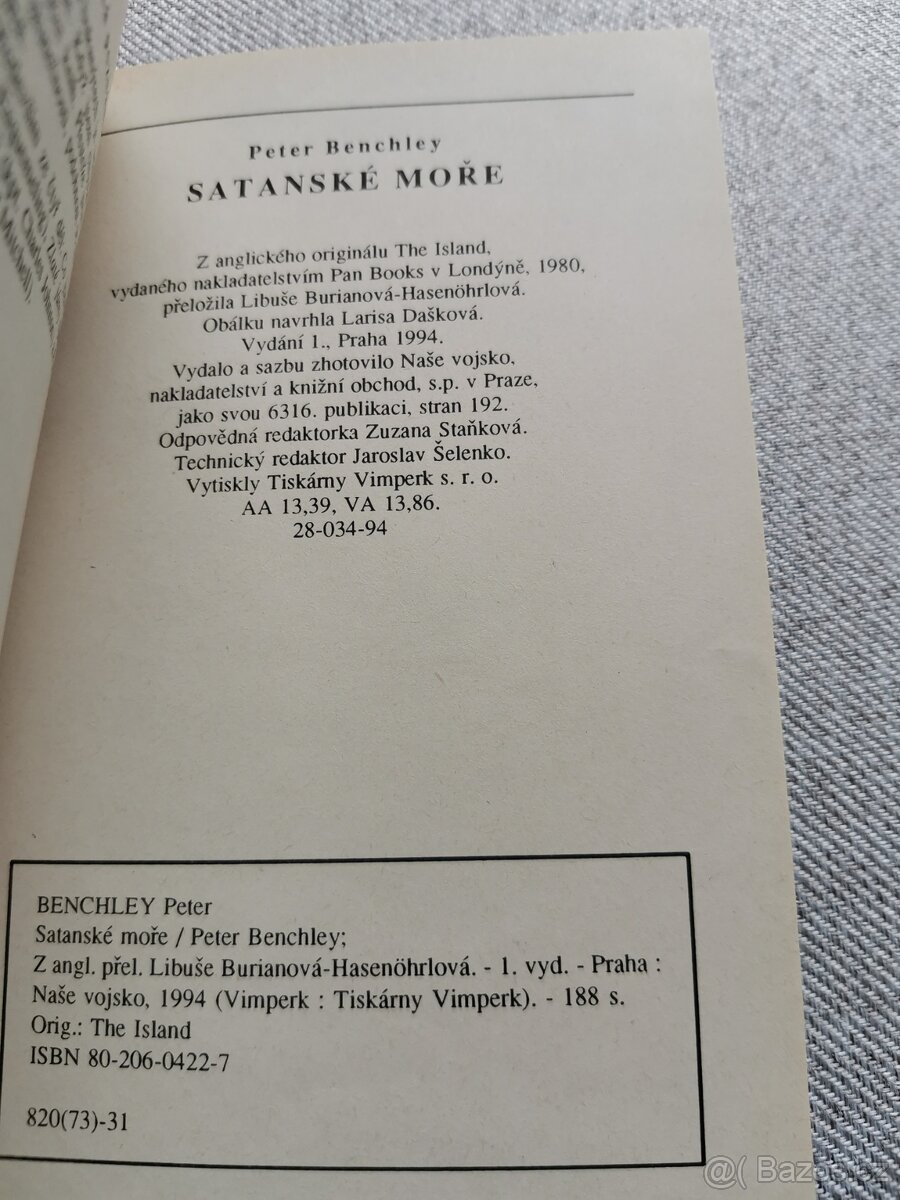 Peter Benchley
SATANSKÉ MOŘE
Z anglického originálu The Island,
vydaného nakladatelstvím Pan Books v Londýně, 1980,
přeložila Libuše Burianová-Hasenöhrlová.
Obálku navrhla Larisa Dašková.
Vydání 1., Praha 1994.
Vydalo a sazbu zhotovilo Naše vojsko,
nakladatelství a knižní obchod, s.p. v Praze,
jako svou 6316. publikaci, stran 192.
Odpovědná redaktorka Zuzana Staňková.
Technický redaktor Jaroslav Šelenko.
Vytiskly Tiskárny Vimperk s. r. o.
AA 13,39, VA 13,86.
28-034-94
BENCHLEY Peter
Satanské moře / Peter Benchley;
Z angl. přel. Libuše Burianová-Hasenöhrlová. - 1. vyd. - Praha :
Naše vojsko, 1994 (Vimperk : Tiskárny Vimperk). - 188 s.
Orig.: The Island
ISBN 80-206-0422-7
820(73)-31
@( Bazoš.cz